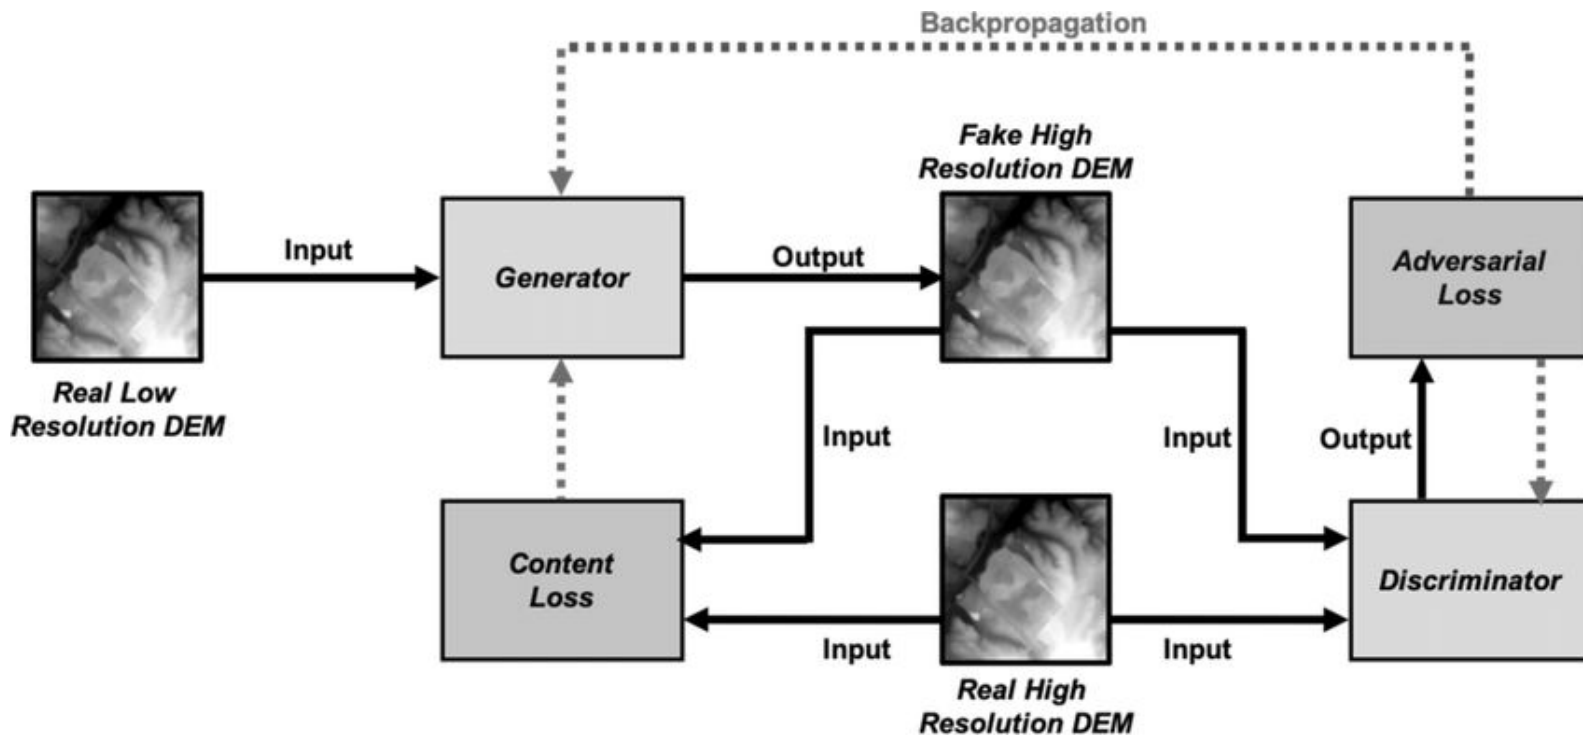 Backpropagation
Fake High
Resolution DEM
Input
Generator
Output
Adversarial
Loss
Real Low
Resolution DEM
Input
Input
Output
Content
Loss
Discriminator
Input
Input
Real High
Resolution DEM